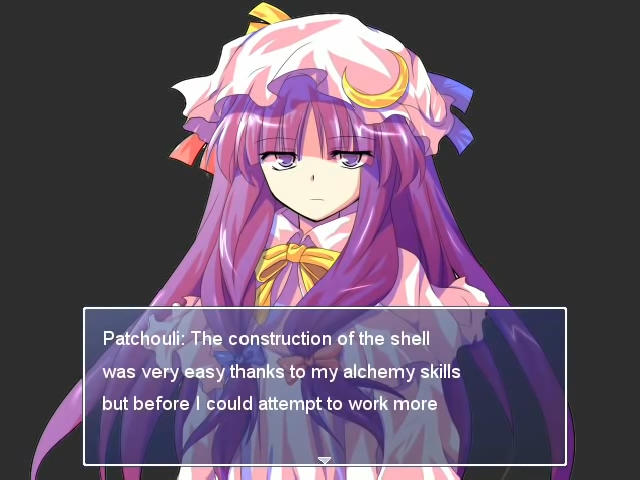 Patchouli: The construction of the shell
was very easy thanks to my alchemy skills
but before I could attempt to work more